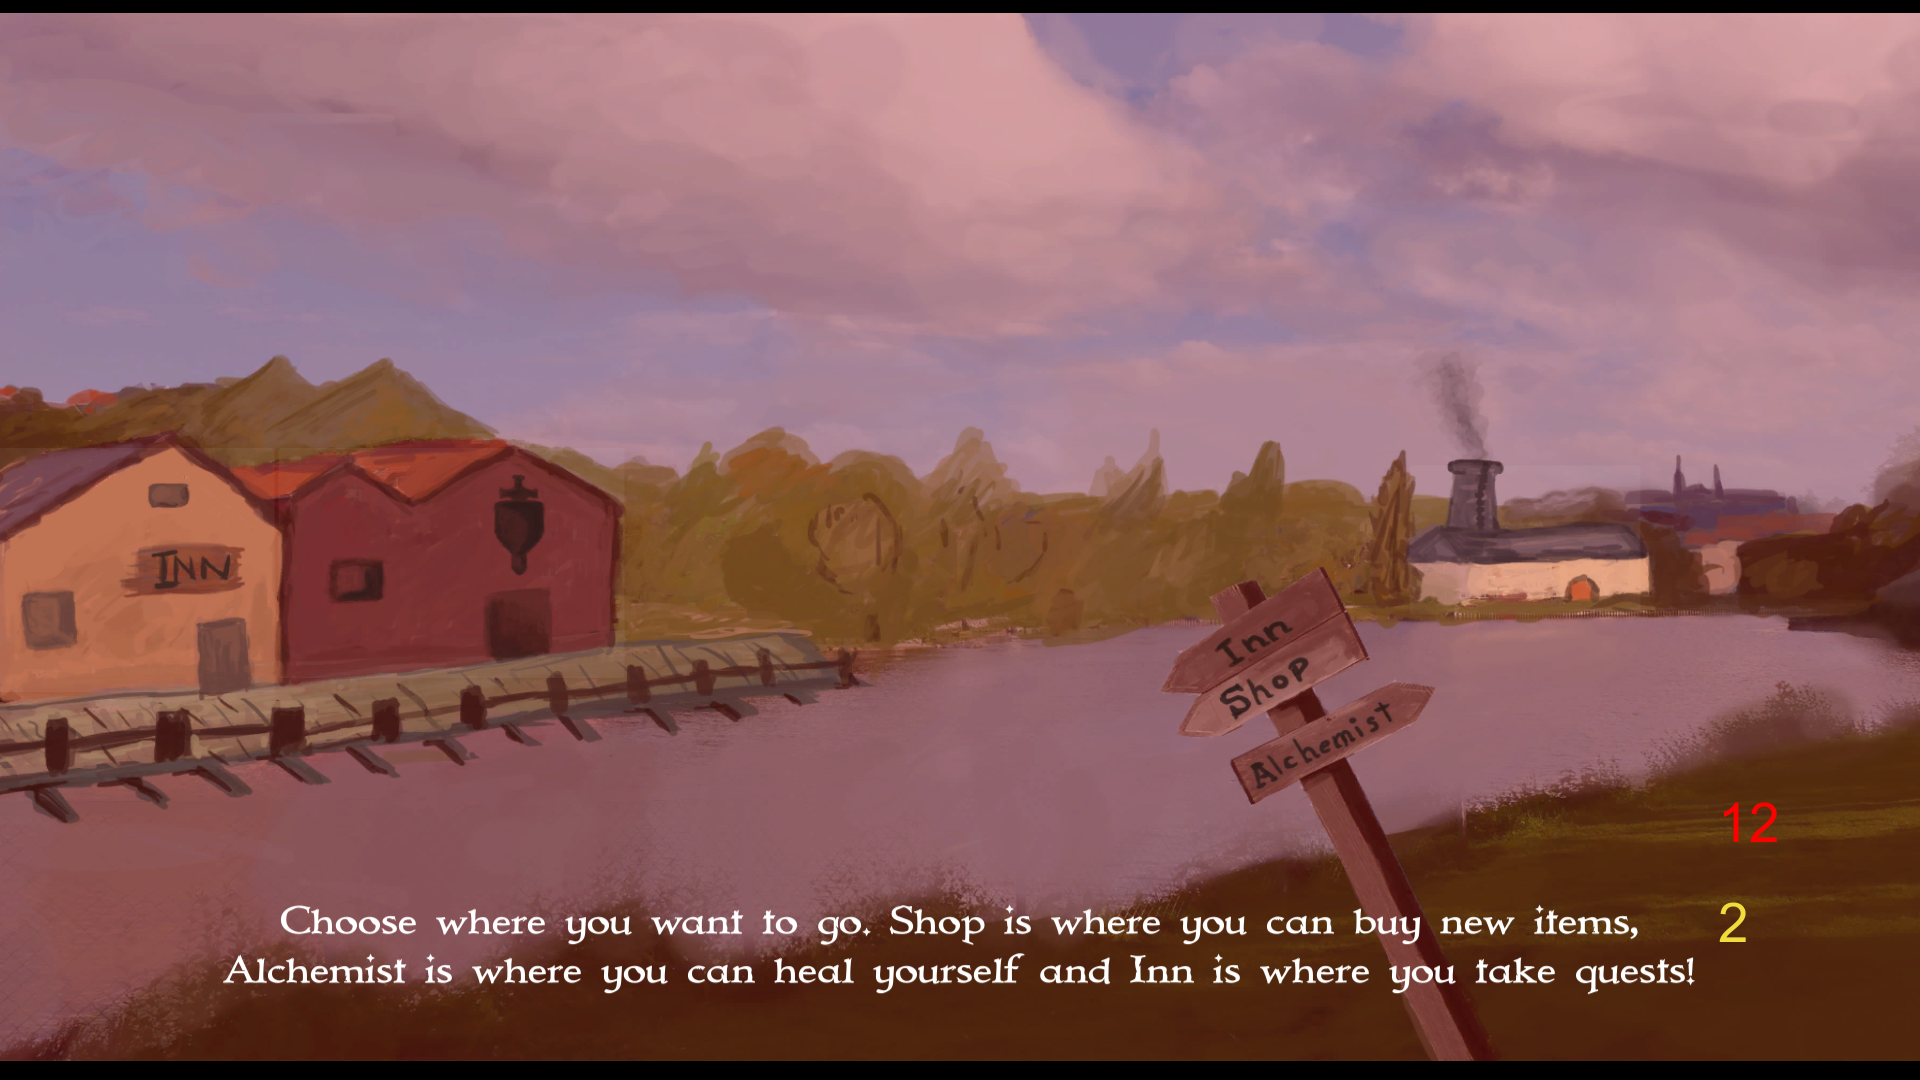 INN
Inn
Shop
Alchemist
12
Choose where you want to go. Shop is where you can buy new items,
2
Alchemist is where you can heal yourself and Inn is where you take quests!